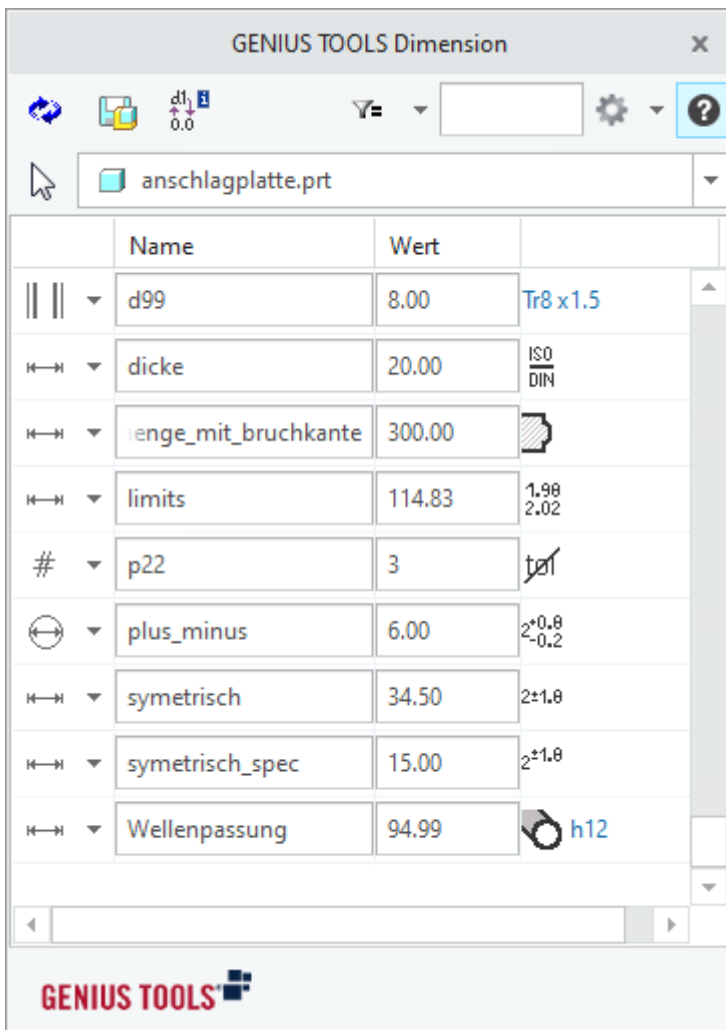 GENIUS TOOLS Dimension
d1 i
0.0
=
?
anschlagplatte.prt
Name Wert
d99 8.00 Tr8 x1.5
dicke 20.00 ISO DIN
enge_mit_bruchkante 300.00
limits 114.83 1.98 2.02
# p22 3 tol
plus_minus 6.00 2+0.8 -0.2
symetrisch 34.50 2±1.8
symetrisch_spec 15.00 2±1.8
Wellenpassung 94.99 h12
GENIUS TOOLS